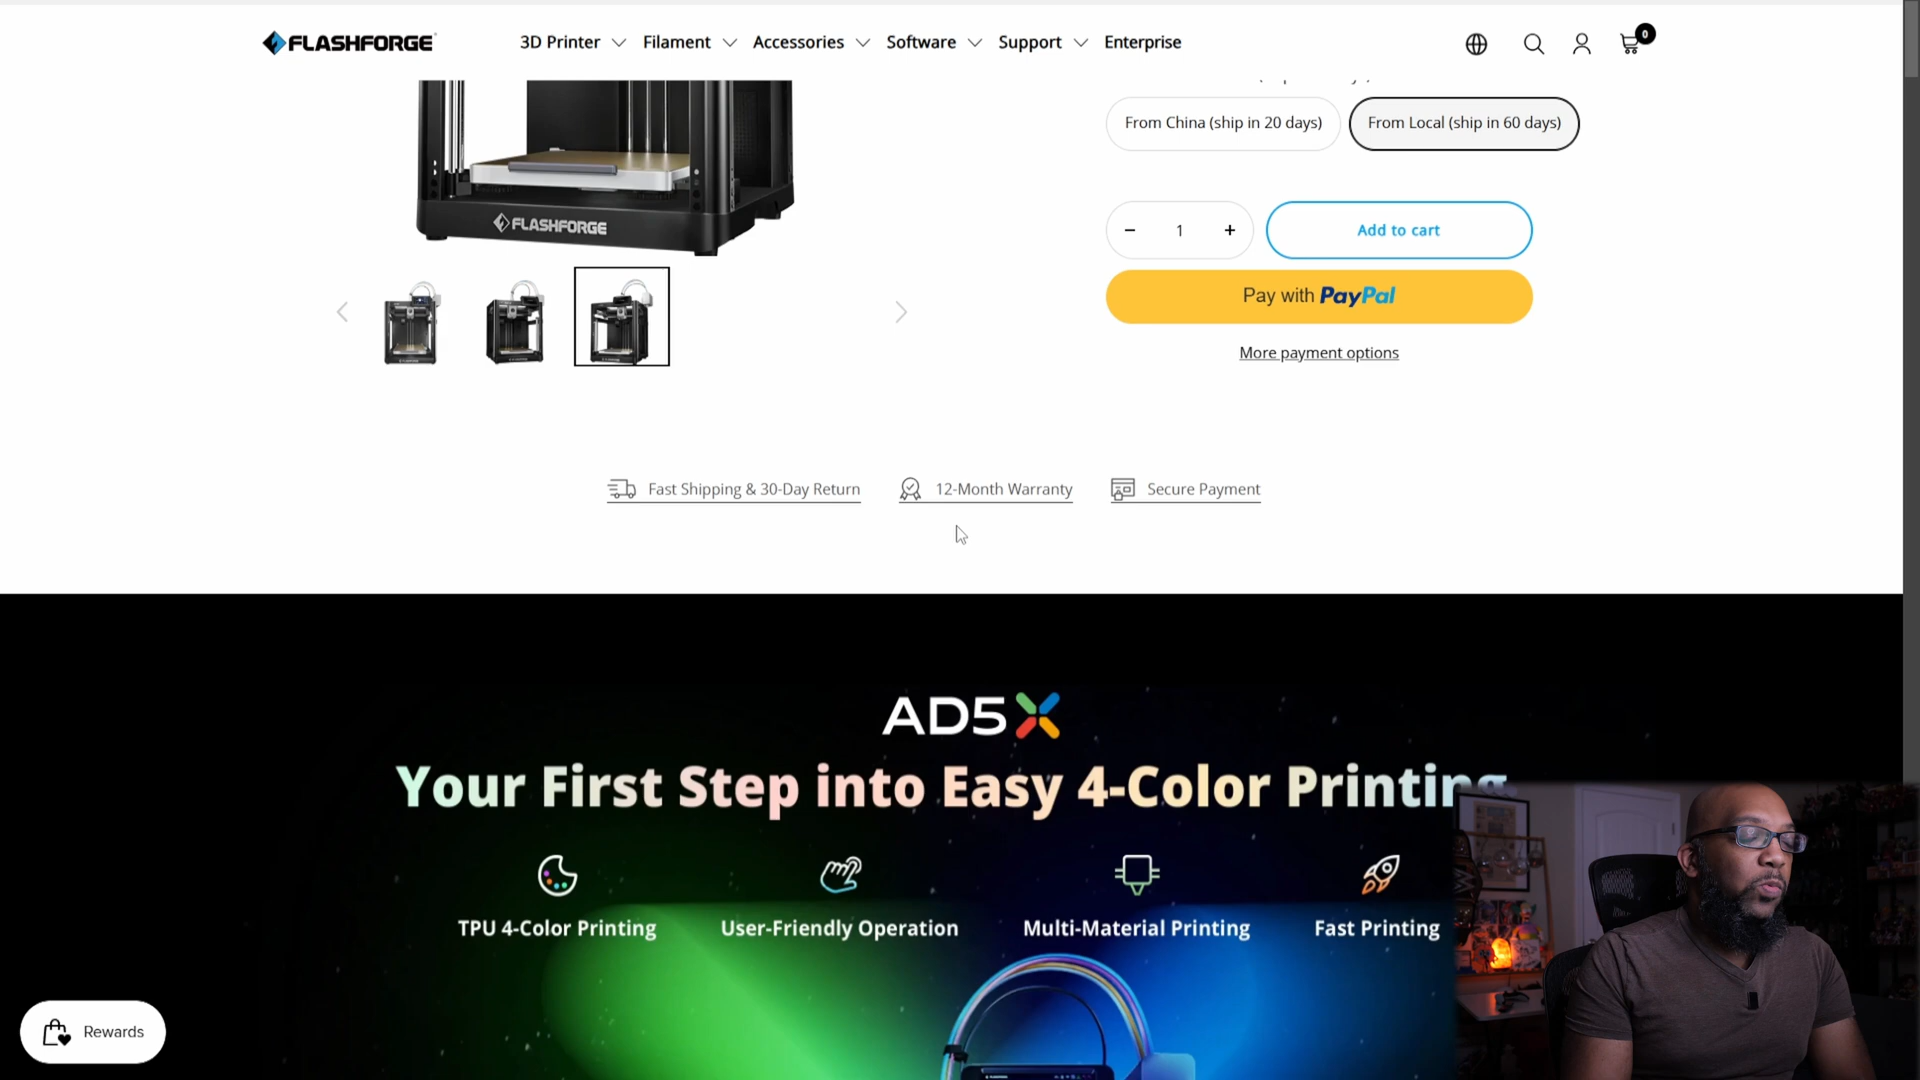 FLASHFORGE
3D Printer
Filament
Accessories
Software
Support
Enterprise
0
From China (ship in 20 days)
From Local (ship in 60 days)
FLASHFORGE
1
Add to cart
Pay with PayPal
More payment options
Fast Shipping & 30-Day Return
12-Month Warranty
Secure Payment
AD5X
Your First Step into Easy 4-Color Printing
TPU 4-Color Printing
User-Friendly Operation
Multi-Material Printing
Fast Printing
Rewards